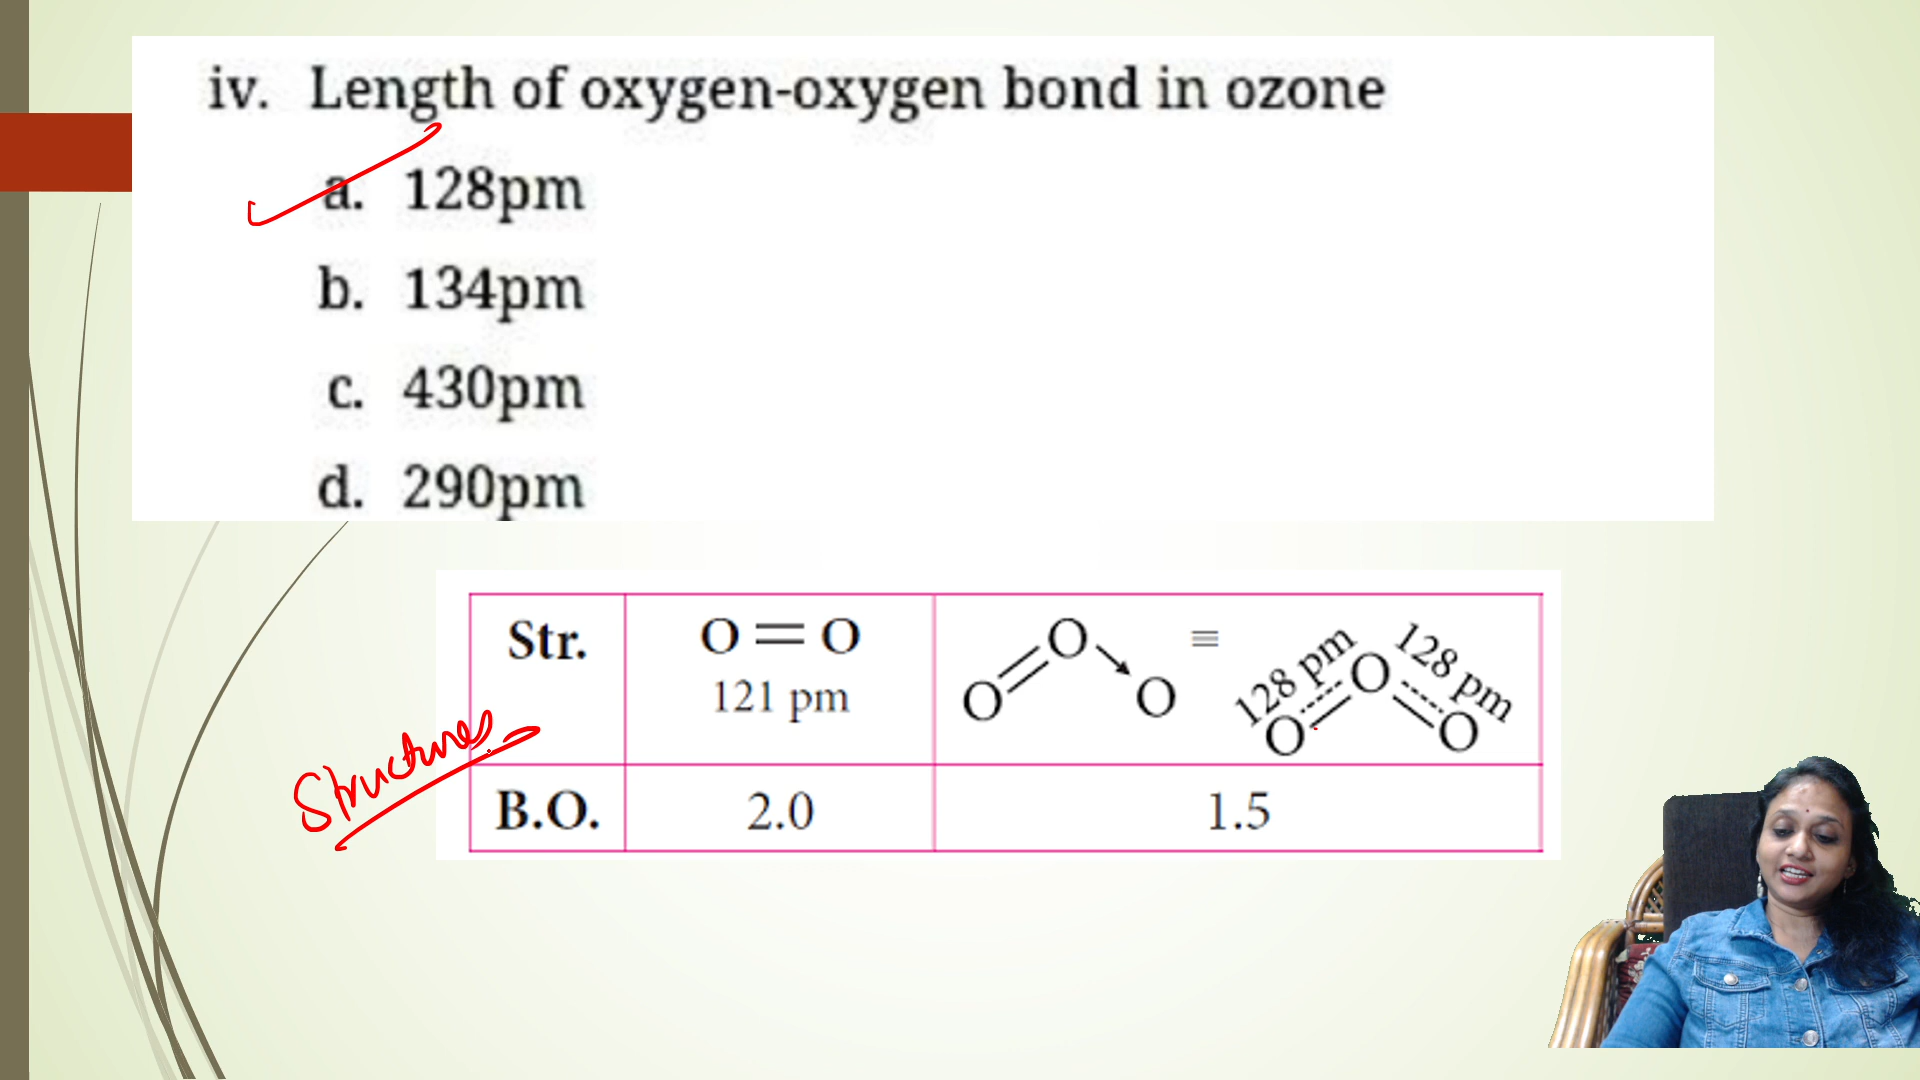 iv. Length of oxygen-oxygen bond in ozone
a. 128pm
b. 134pm
c. 430pm
d. 290pm
Structures
Str. O=O O=O→O ≡ O O O
121 pm 128 pm 128 pm
B.O. 2.0 1.5